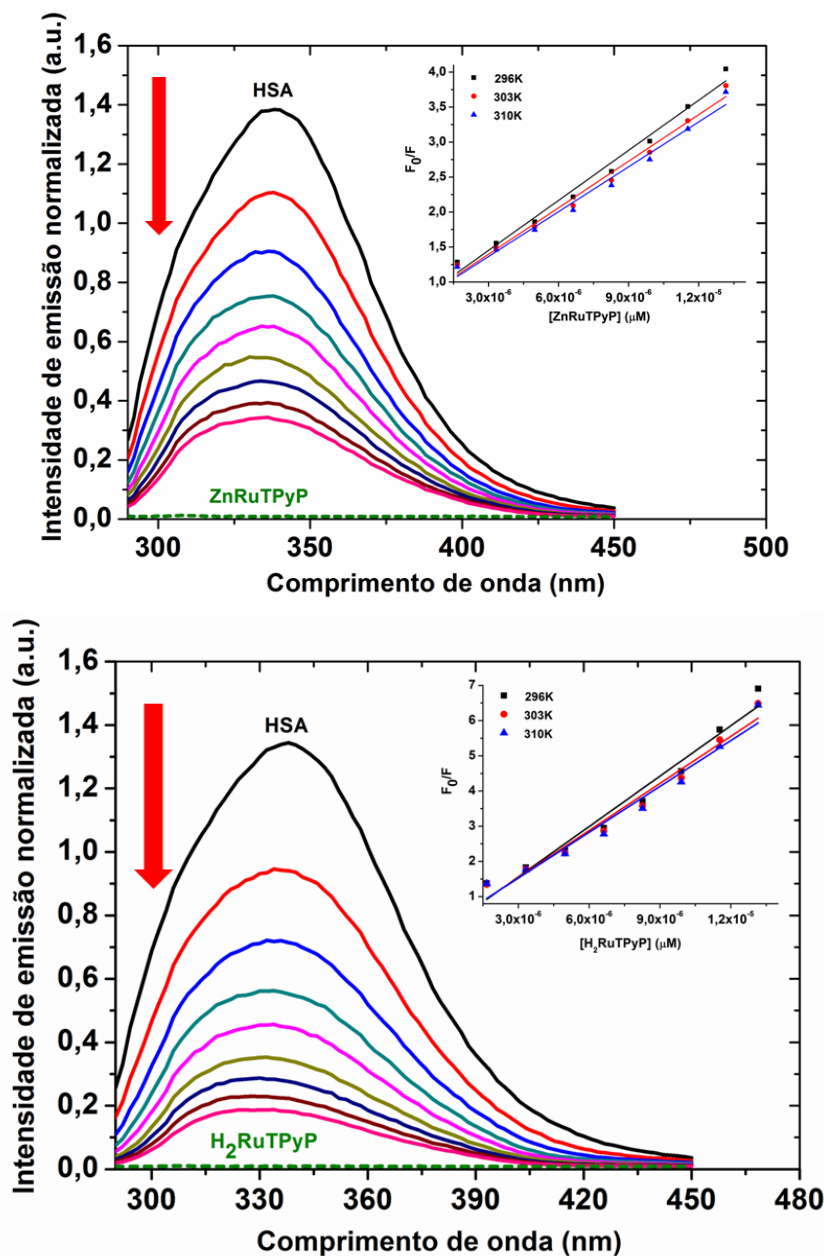 Intensidade de emissão normalizada (a.u.)
1,6
1,4
1,2
1,0
0,8
0,6
0,4
0,2
0,0
HSA
ZnRuTPyP
300
350
400
450
500
Comprimento de onda (nm)
F₀/F
4,0
3,5
3,0
2,5
2,0
1,5
1,0
296K
303K
310K
3,0x10⁻⁶
6,0x10⁻⁶
9,0x10⁻⁶
1,2x10⁻⁵
[ZnRuTPyP] (μM)
Intensidade de emissão normalizada (a.u.)
1,6
1,4
1,2
1,0
0,8
0,6
0,4
0,2
0,0
HSA
H₂RuTPyP
300
330
360
390
420
450
480
Comprimento de onda (nm)
F₀/F
7
6
5
4
3
2
1
296K
303K
310K
3,0x10⁻⁶
6,0x10⁻⁶
9,0x10⁻⁶
1,2x10⁻⁵
[H₂RuTPyP] (μM)